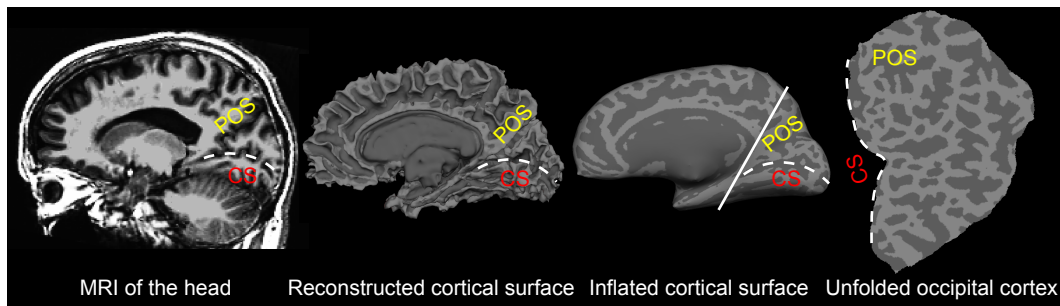 POS
CS
POS
CS
POS
CS
POS
CS
MRI of the head
Reconstructed cortical surface
Inflated cortical surface
Unfolded occipital cortex